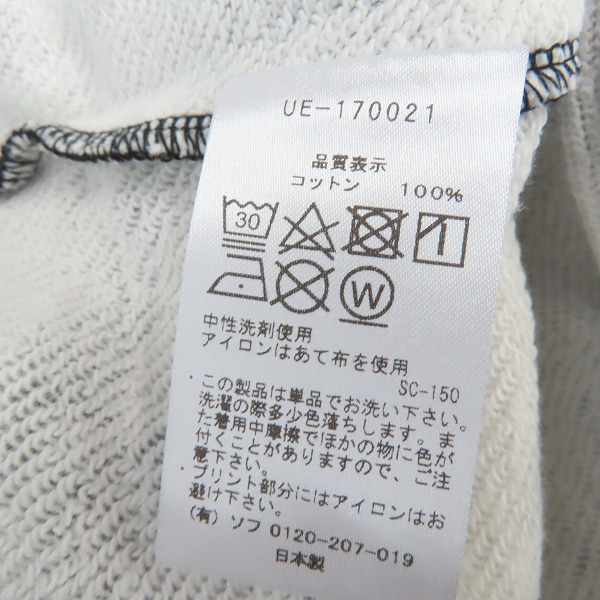 UE-170021
品質表示
コットン 100%
30
W
中性洗剤使用
アイロンはあて布を使用
SC-150
・この製品は単品でお洗い下さい。
洗濯の際多少色落ちします。ま
た着用中摩擦でほかの物に色が
付くことがありますので、ご注
意下さい。
・プリント部分にはアイロンはお
避け下さい。
(有) ソフ 0120-207-019
日本製